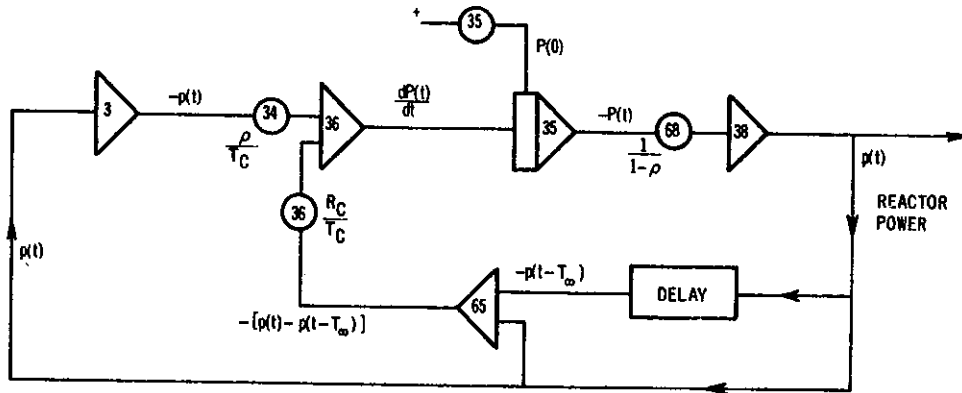 +
35
P(0)
3
-p(t)
34
ρ
T_C
36
dP(t)
dt
35
-P(t)
68
1
1-ρ
38
p(t)
REACTOR
POWER
p(t)
36
R_C
T_C
65
-p(t-T_∞)
DELAY
-[p(t)-p(t-T_∞)]